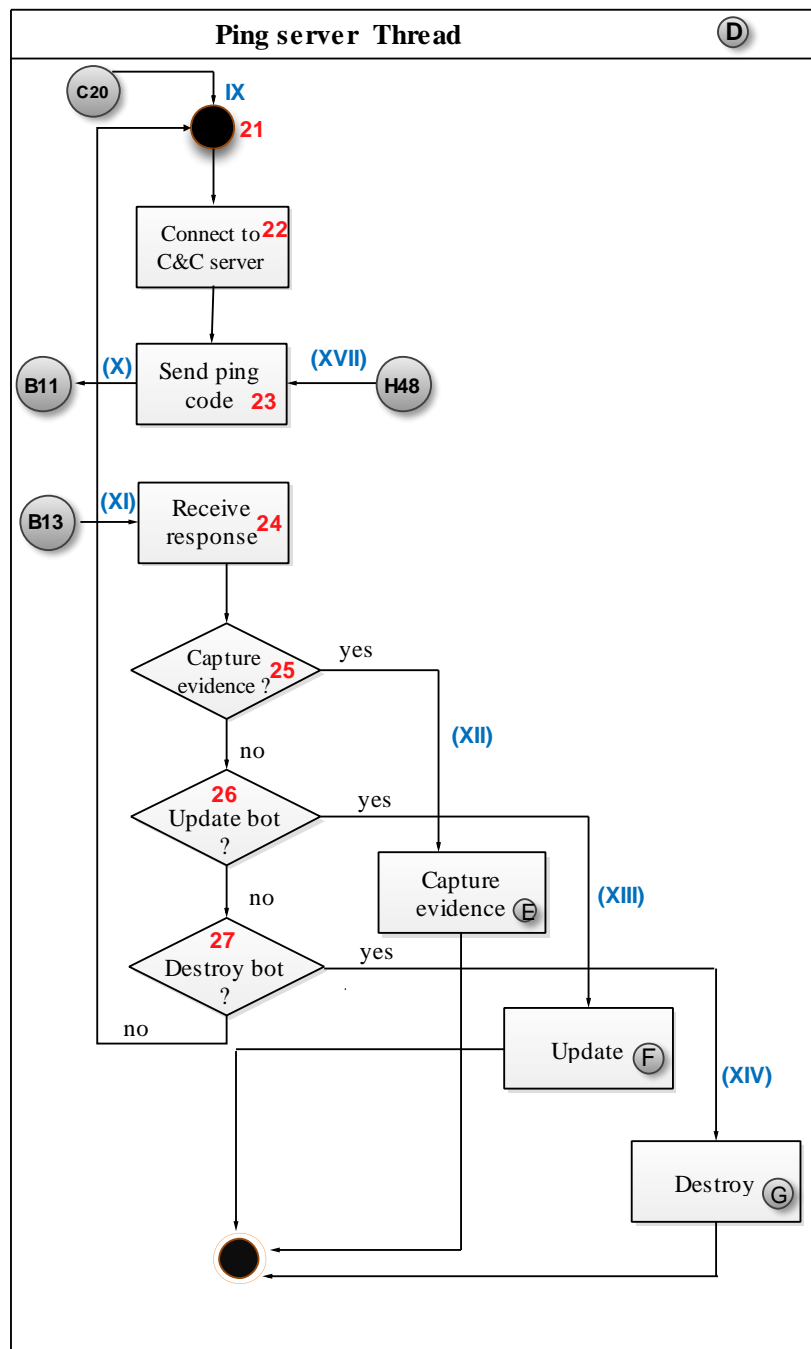 Ping server Thread
D
C20
IX
21
Connect to 22
C&C server
(X)
(XVII)
B11
Send ping
code 23
H48
(XI)
B13
Receive
response 24
Capture
evidence ? 25
yes
(XII)
no
26
Update bot
?
yes
Capture
evidence E
(XIII)
no
27
Destroy bot
?
yes
no
Update F
(XIV)
Destroy G